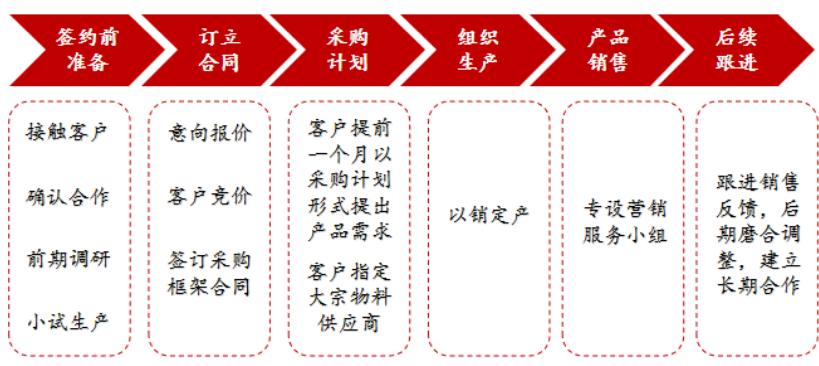 签约前
准备
订立
合同
采购
计划
组织
生产
产品
销售
后续
跟进
接触客户
确认合作
前期调研
小试生产
意向报价
客户竞价
签订采购
框架合同
客户提前
一个月以
采购计划
形式提出
产品需求
客户指定
大宗物料
供应商
以销定产
专设营销
服务小组
跟进销售
反馈，后
期磨合调
整，建立
长期合作